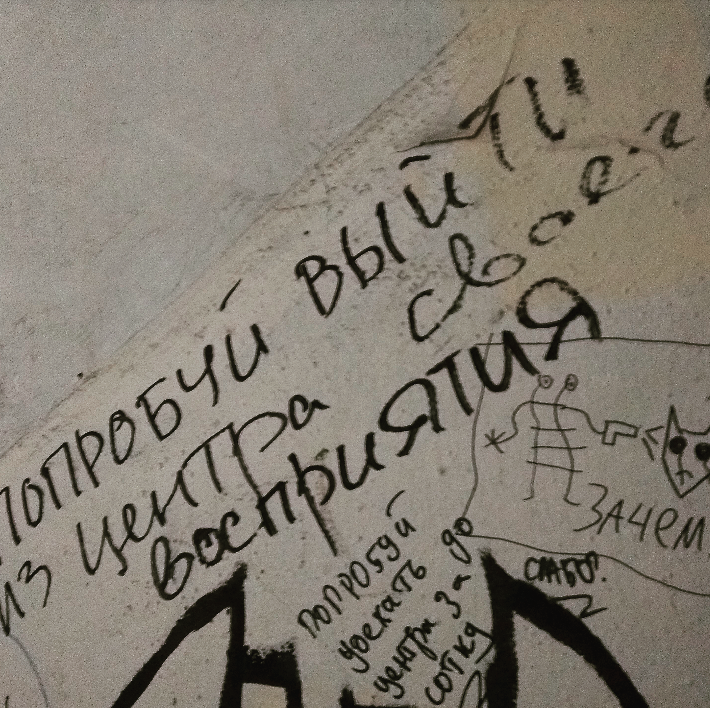 ПОПРОБУЙ ВЫЙТИ
ИЗ центра своего
восприятия
ПОПРОБУЙ
уехать до
центра за
сотку
ЗАЧЕМ
СЛАБО?